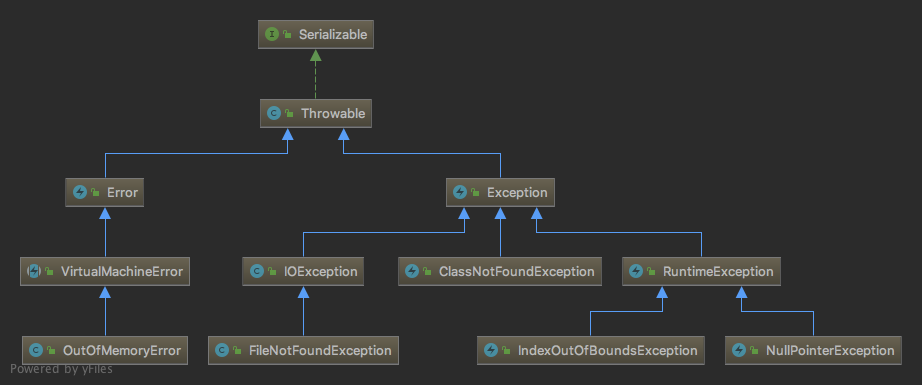 Serializable
Throwable
Error
Exception
VirtualMachineError
IOException
ClassNotFoundException
RuntimeException
OutOfMemoryError
FileNotFoundException
IndexOutOfBoundsException
NullPointerException
Powered by yFiles